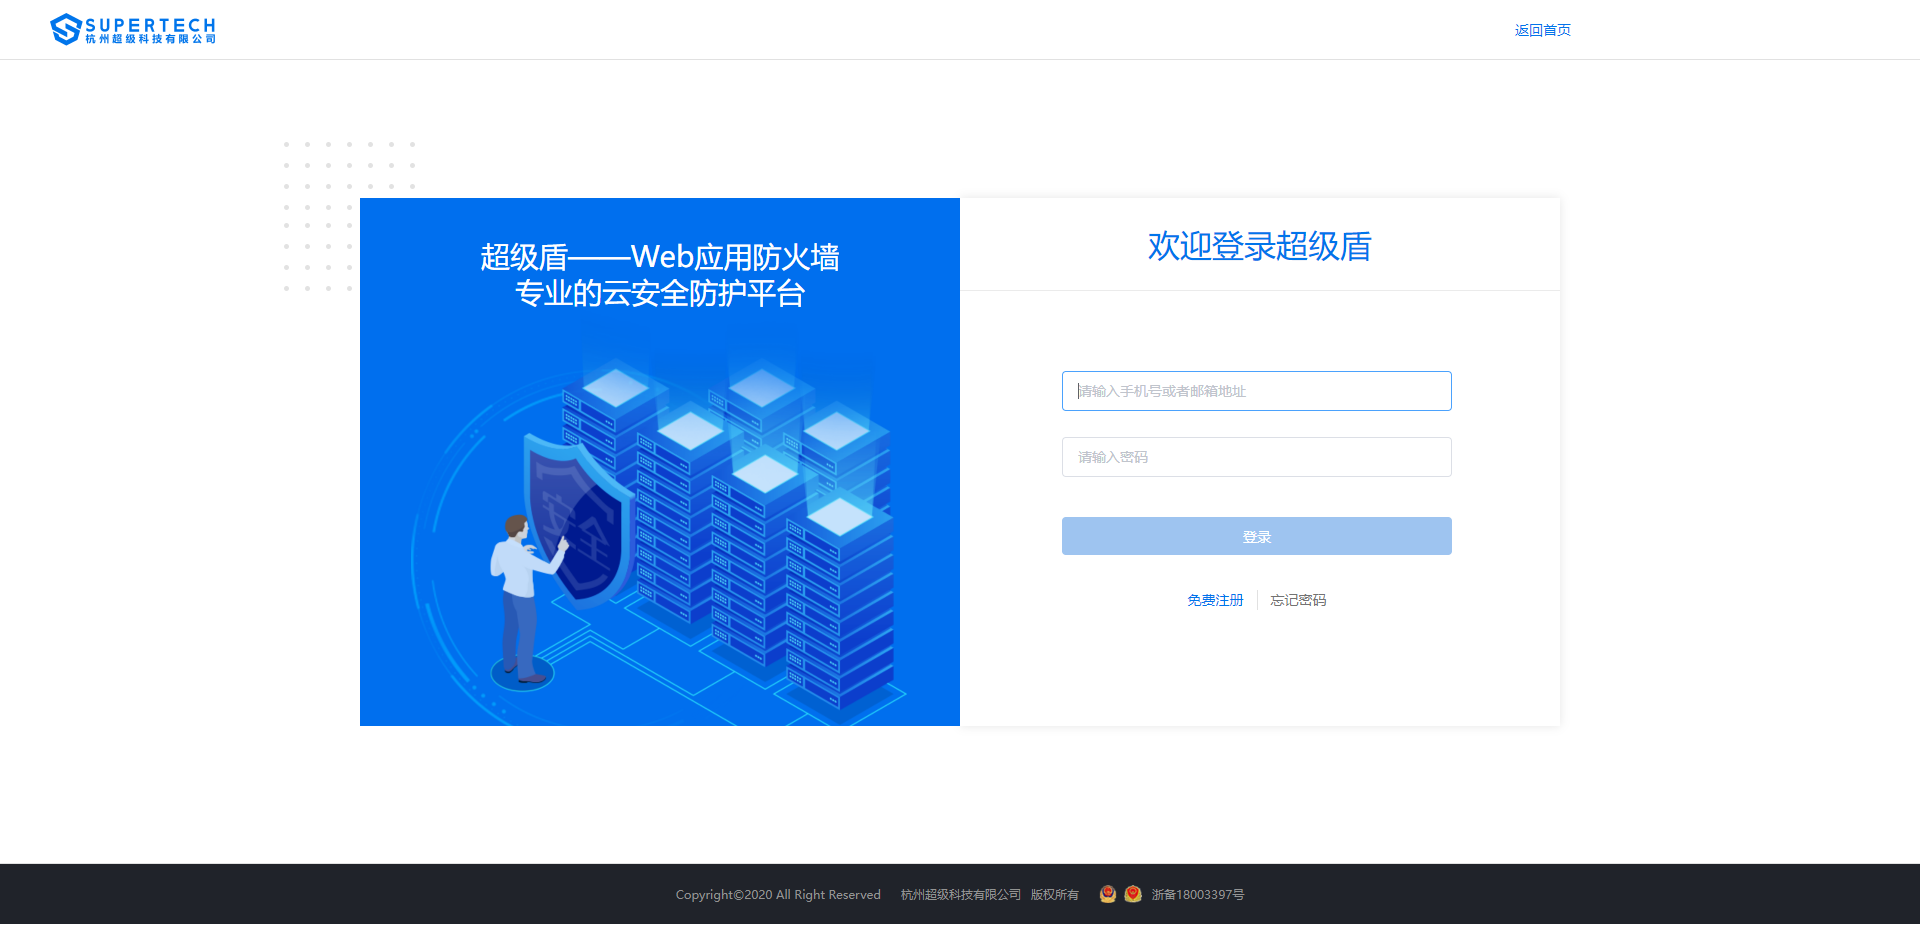 SUPERTECH
杭州超级科技有限公司
返回首页
超级盾——Web应用防火墙
专业的云安全防护平台
安全
欢迎登录超级盾
请输入手机号或者邮箱地址
请输入密码
登录
免费注册 忘记密码
Copyright©2020 All Right Reserved 杭州超级科技有限公司 版权所有 浙备18003397号